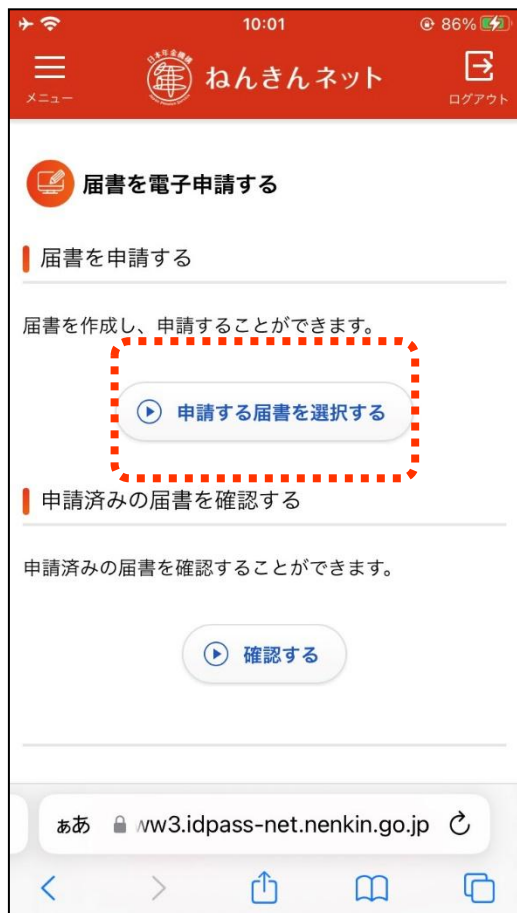 10:01
86%
メニュー
ねんきんネット
ログアウト
届書を電子申請する
届書を申請する
届書を作成し、申請することができます。
申請する届書を選択する
申請済みの届書を確認する
申請済みの届書を確認することができます。
確認する
ぁあ
ww3.idpass-net.nenkin.go.jp